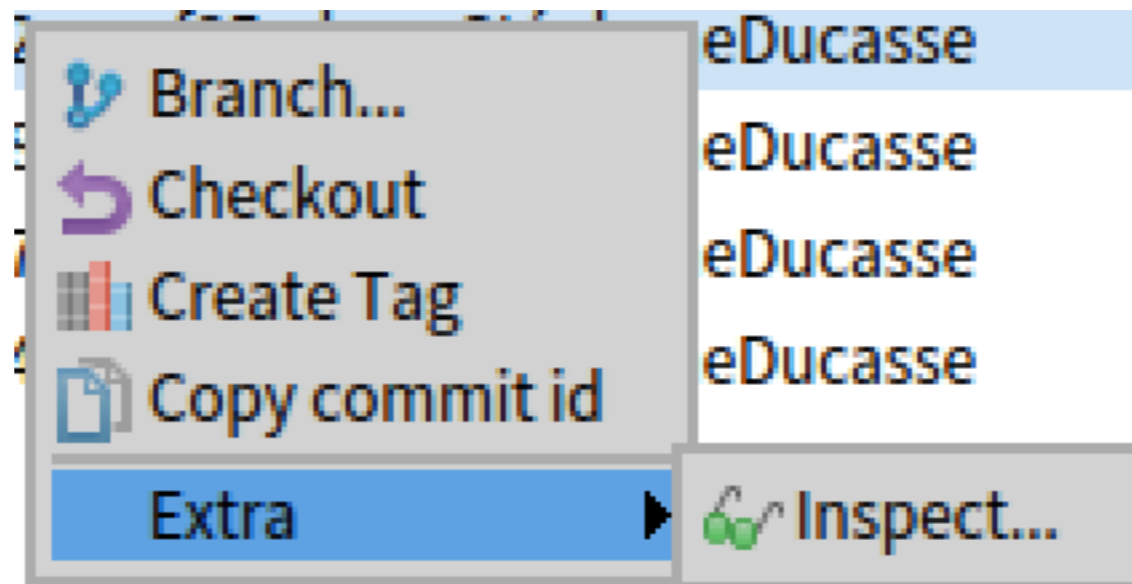 eDucasse
Branch...
eDucasse
Checkout
eDucasse
Create Tag
eDucasse
Copy commit id
Extra
Inspect...